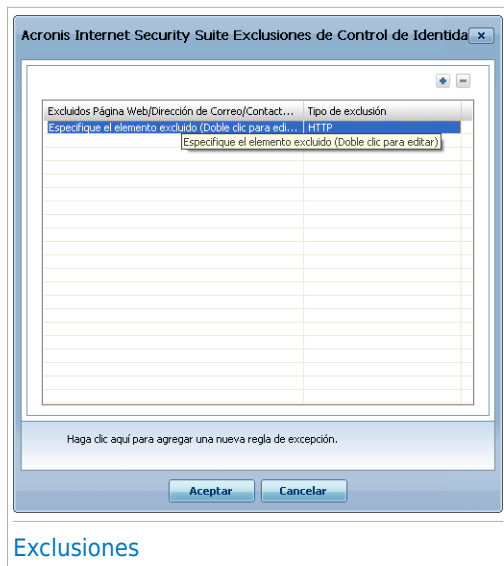 Acronis Internet Security Suite Exclusiones de Control de Identida
Excluidos Página Web/Dirección de Correo/Contact... Tipo de exclusión
Especifique el elemento excluido (Doble clic para edi... HTTP
Especifique el elemento excluido (Doble clic para editar)
Haga clic aquí para agregar una nueva regla de excepción.
Aceptar Cancelar
Exclusiones